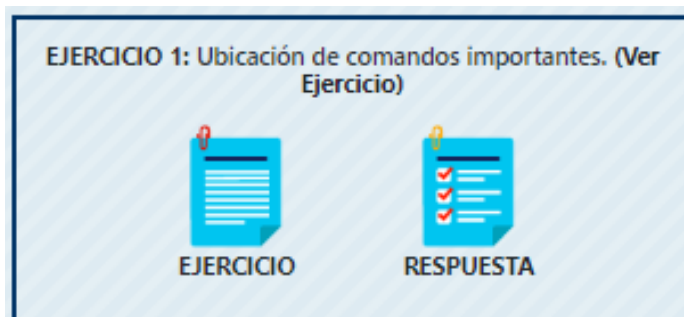 EJERCICIO 1: Ubicación de comandos importantes. (Ver
Ejercicio)
EJERCICIO
RESPUESTA